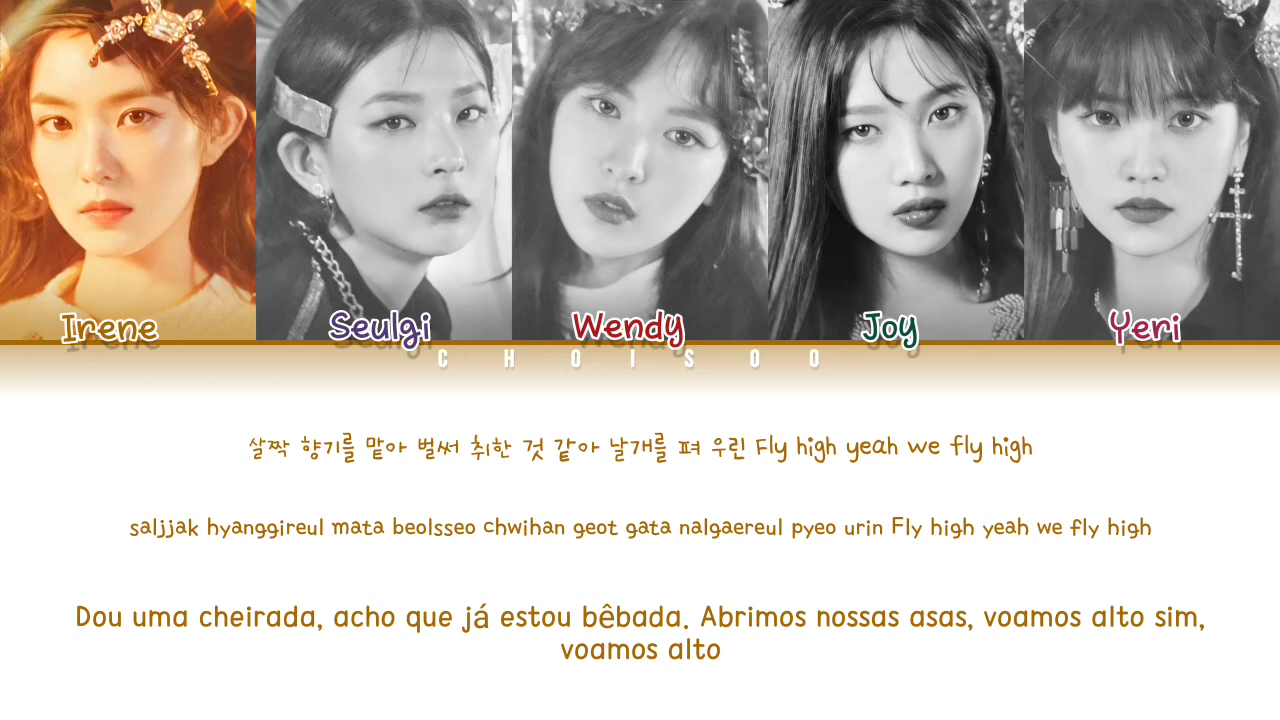 Irene
Seulgi
Wendy
Joy
Yeri
CHOISOO
살짝 향기를 맡아 벌써 취한 것 같아 날개를 펴 우린 Fly high yeah we fly high
saljjak hyanggireul mata beolsseo chwihan geot gata nalgaereul pyeo urin Fly high yeah we fly high
Dou uma cheirada, acho que já estou bêbada. Abrimos nossas asas, voamos alto sim,
voamos alto